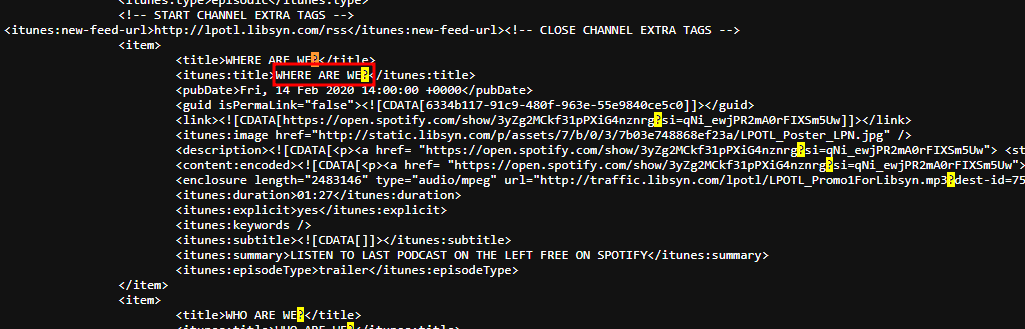 <itunes:type>episodic</itunes:type>
<!-- START CHANNEL EXTRA TAGS -->
<itunes:new-feed-url>http://lpotl.libsyn.com/rss</itunes:new-feed-url><!-- CLOSE CHANNEL EXTRA TAGS -->
<item>
<title>WHERE ARE WE?</title>
<itunes:title>WHERE ARE WE?</itunes:title>
<pubDate>Fri, 14 Feb 2020 14:00:00 +0000</pubDate>
<guid isPermaLink="false"><![CDATA[6334b117-91c9-480f-963e-55e9840ce5c0]]></guid>
<link><![CDATA[https://open.spotify.com/show/3yZg2MCkf31pPXiG4nznrg?si=qNi_ewjPR2mA0rFIXSm5Uw]]></link>
<itunes:image href="http://static.libsyn.com/p/assets/7/b/0/3/7b03e748868ef23a/LPOTL_Poster_LPN.jpg" />
<description><![CDATA[<p><a href= "https://open.spotify.com/show/3yZg2MCkf31pPXiG4nznrg?si=qNi_ewjPR2mA0rFIXSm5Uw"> <st
<content:encoded><![CDATA[<p><a href= "https://open.spotify.com/show/3yZg2MCkf31pPXiG4nznrg?si=qNi_ewjPR2mA0rFIXSm5Uw">
<enclosure length="2483146" type="audio/mpeg" url="http://traffic.libsyn.com/lpotl/LPOTL_Promo1ForLibsyn.mp3?dest-id=75
<itunes:duration>01:27</itunes:duration>
<itunes:explicit>yes</itunes:explicit>
<itunes:keywords />
<itunes:subtitle><![CDATA[]]></itunes:subtitle>
<itunes:summary>LISTEN TO LAST PODCAST ON THE LEFT FREE ON SPOTIFY</itunes:summary>
<itunes:episodeType>trailer</itunes:episodeType>
</item>
<item>
<title>WHO ARE WE?</title>
<itunes:title>WHO ARE WE?</itunes:title>